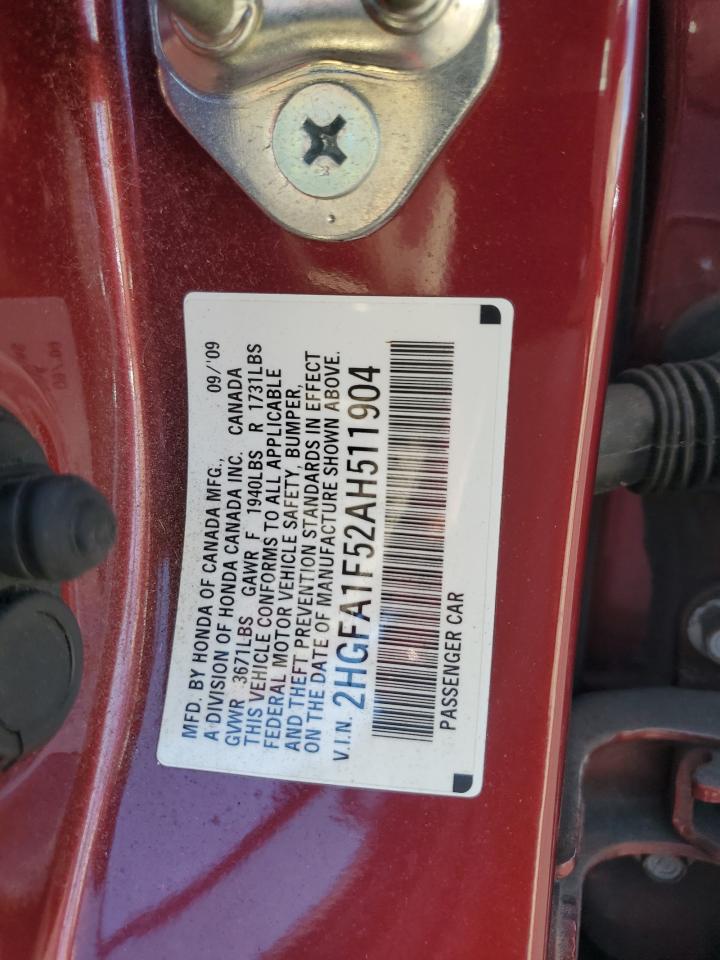 MFD. BY HONDA OF CANADA MFG., 09/'09
A DIVISION OF HONDA CANADA INC. CANADA
GVWR 3671LBS GAWR F 1940LBS R 1731LBS
THIS VEHICLE CONFORMS TO ALL APPLICABLE
FEDERAL MOTOR VEHICLE SAFETY, BUMPER,
AND THEFT PREVENTION STANDARDS IN EFFECT
ON THE DATE OF MANUFACTURE SHOWN ABOVE.
V.I.N. 2HGFA1F52AH511904
PASSENGER CAR